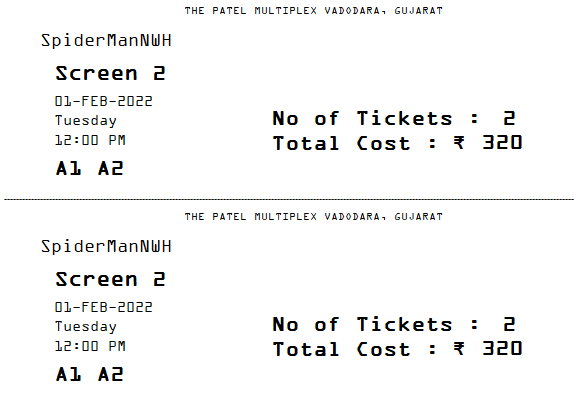 THE PATEL MULTIPLEX VADODARA, GUJARAT
SpiderManNWH
Screen 2
01-FEB-2022
Tuesday
12:00 PM
A1 A2
No of Tickets : 2
Total Cost : ₹ 320
THE PATEL MULTIPLEX VADODARA, GUJARAT
SpiderManNWH
Screen 2
01-FEB-2022
Tuesday
12:00 PM
A1 A2
No of Tickets : 2
Total Cost : ₹ 320